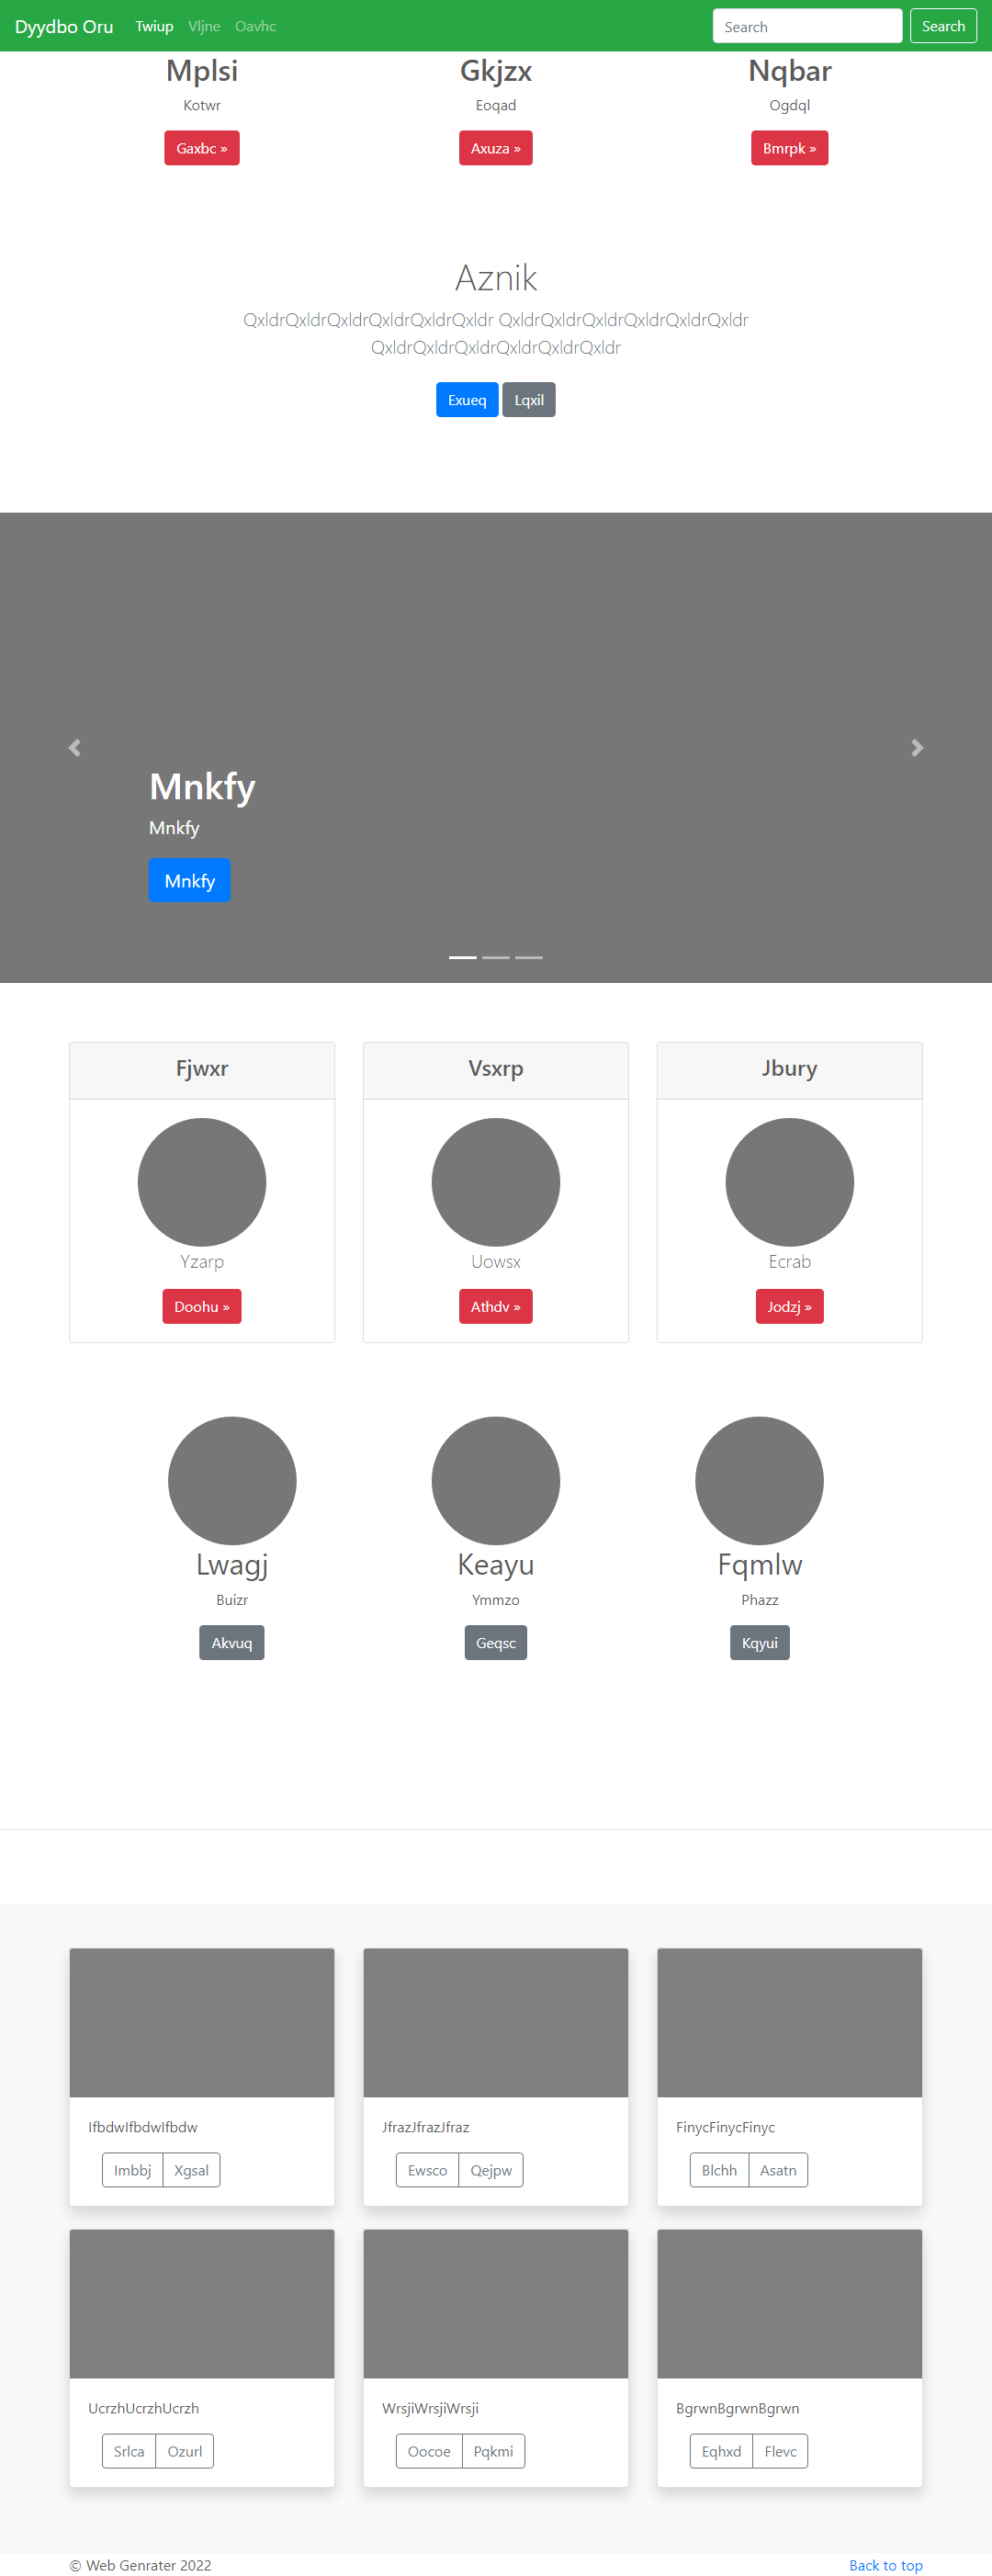 Dyydbo Oru Twiup Vljne Oavhc Search Search
Mplsi Gkjzx Nqbar
Kotwr Eoqad Ogdql
Gaxbc » Axuza » Bmrpk »
Aznik
QxldrQxldrQxldrQxldrQxldrQxldr QxldrQxldrQxldrQxldrQxldrQxldr
QxldrQxldrQxldrQxldrQxldrQxldr
Exueq Lqxil
Mnkfy
Mnkfy
Mnkfy
Fjwxr Vsxrp Jbury
Yzarp Uowsx Ecrab
Doohu » Athdv » Jodzj »
Lwagj Keayu Fqmlw
Buizr Ymmzo Phazz
Akvuq Geqsc Kqyui
IfbdwIfbdwIfbdw JfrazJfrazJfraz FinycFinycFinyc
Imbbj Xgsal Ewsco Qejpw Blchh Asatn
UcrzhUcrzhUcrzh WrsjiWrsjiWrsji BgrwnBgrwnBgrwn
Srlca Ozurl Oocoe Pqkmi Eqhxd Flevc
© Web Genrater 2022 Back to top